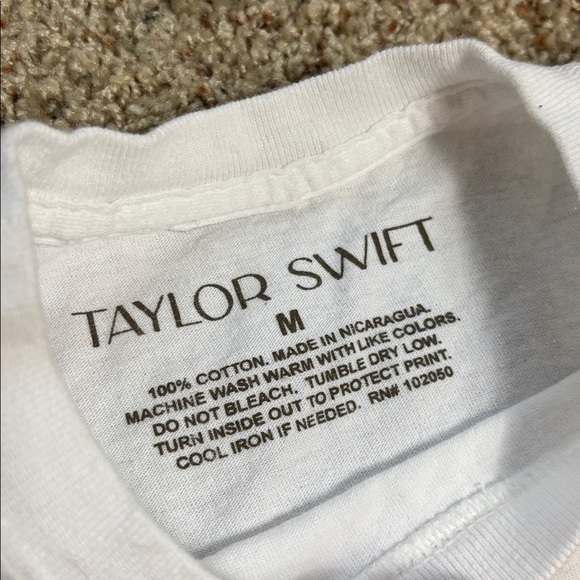 TAYLOR SWIFT
M
100% COTTON. MADE IN NICARAGUA.
MACHINE WASH WARM WITH LIKE COLORS.
DO NOT BLEACH. TUMBLE DRY LOW.
TURN INSIDE OUT TO PROTECT PRINT.
COOL IRON IF NEEDED. RN# 102050